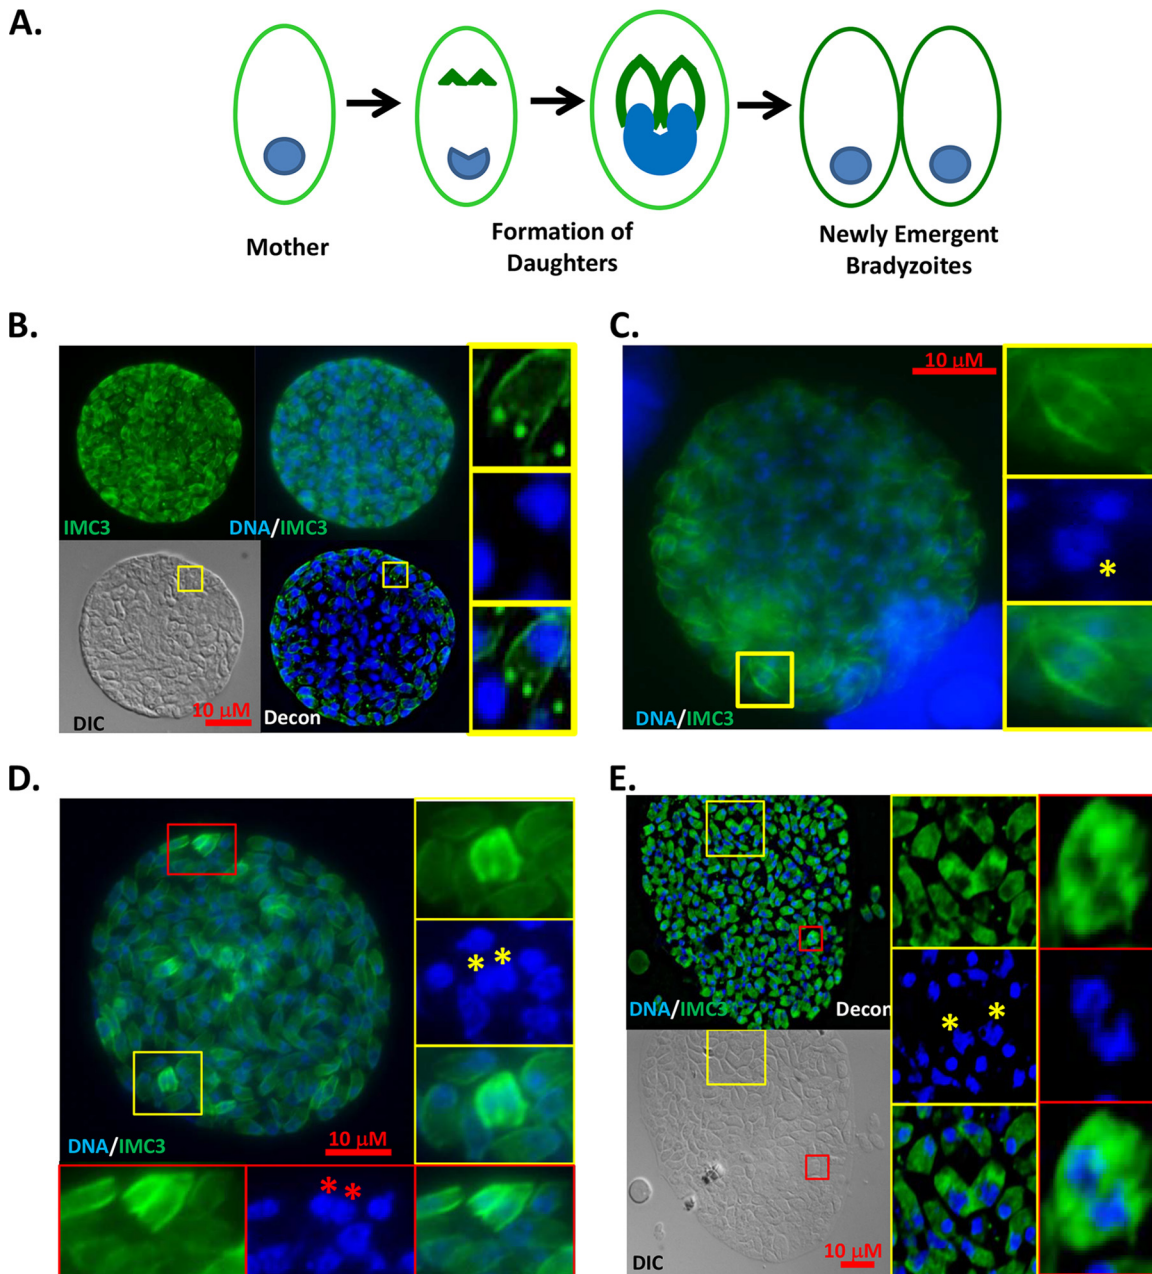 A.
Mother
Formation of
Daughters
Newly Emergent
Bradyzoites
B.
IMC3
DNA/IMC3
DIC
10 µM
Decon
C.
10 µM
*
DNA/IMC3
D.
* *
DNA/IMC3
10 µM
* *
E.
DNA/IMC3
Decon
* *
DIC
10 µM